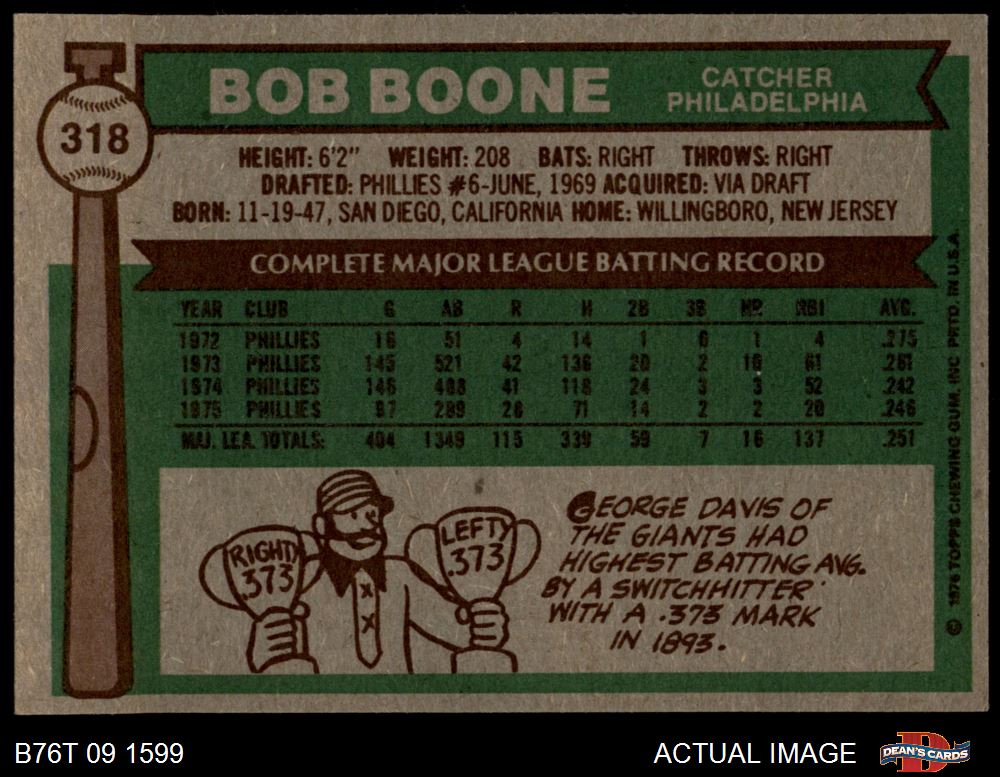 318
BOB BOONE
CATCHER
PHILADELPHIA
HEIGHT: 6'2" WEIGHT: 208 BATS: RIGHT THROWS: RIGHT
DRAFTED: PHILLIES #6-JUNE, 1969 ACQUIRED: VIA DRAFT
BORN: 11-19-47, SAN DIEGO, CALIFORNIA HOME: WILLINGBORO, NEW JERSEY
COMPLETE MAJOR LEAGUE BATTING RECORD
YEAR CLUB G AB R H 2B 3B HR RBI AVG.
1972 PHILLIES 16 51 4 14 1 0 1 4 .275
1973 PHILLIES 145 521 42 136 20 2 10 61 .261
1974 PHILLIES 146 488 41 118 24 3 3 52 .242
1975 PHILLIES 97 289 28 71 14 2 2 20 .246
MAJ. LEA. TOTALS: 404 1349 115 339 59 7 16 137 .251
RIGHTY
.373
LEFTY
.373
GEORGE DAVIS OF
THE GIANTS HAD
HIGHEST BATTING AVG.
BY A SWITCHHITTER
WITH A .373 MARK
IN 1893.
© 1976 TOPPS CHEWING GUM, INC PRTD. IN U.S.A.
B76T 09 1599
ACTUAL IMAGE
D
DEAN'S CARDS